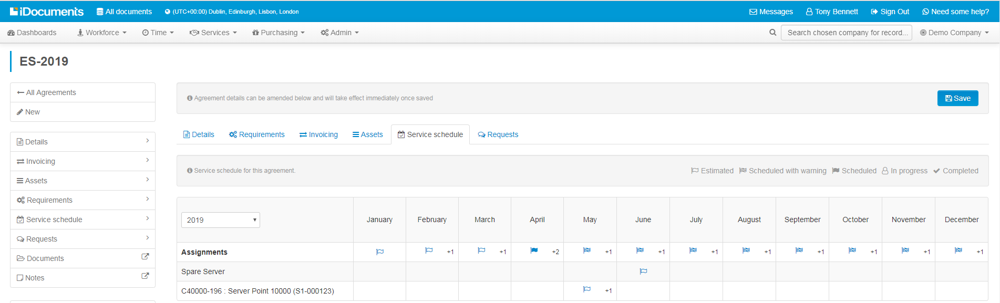 iDocuments All documents (UTC+00:00) Dublin, Edinburgh, Lisbon, London Messages Tony Bennett Sign Out Need some help?
Dashboards Workforce Time Services Purchasing Admin Search chosen company for record... Demo Company
ES-2019
All Agreements
New
Details
Invoicing
Assets
Requirements
Service schedule
Requests
Documents
Notes
Agreement details can be amended below and will take effect immediately once saved Save
Details Requirements Invoicing Assets Service schedule Requests
Service schedule for this agreement. Estimated Scheduled with warning Scheduled In progress Completed
2019 January February March April May June July August September October November December
Assignments +1 +1 +2 +1 +1 +1 +1 +1 +1 +1 +1
Spare Server
C40000-196 : Server Point 10000 (S1-000123) +1